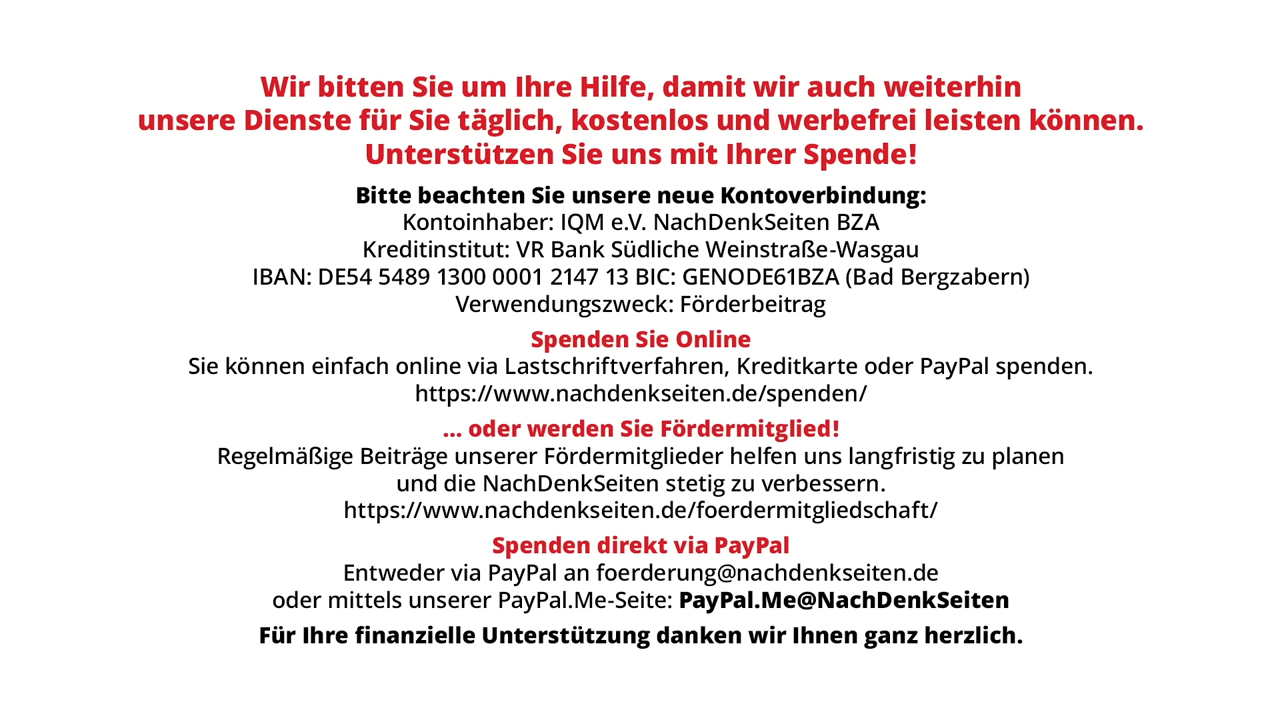 Wir bitten Sie um Ihre Hilfe, damit wir auch weiterhin
unsere Dienste für Sie täglich, kostenlos und werbefrei leisten können.
Unterstützen Sie uns mit Ihrer Spende!
Bitte beachten Sie unsere neue Kontoverbindung:
Kontoinhaber: IQM e.V. NachDenkSeiten BZA
Kreditinstitut: VR Bank Südliche Weinstraße-Wasgau
IBAN: DE54 5489 1300 0001 2147 13 BIC: GENODE61BZA (Bad Bergzabern)
Verwendungszweck: Förderbeitrag
Spenden Sie Online
Sie können einfach online via Lastschriftverfahren, Kreditkarte oder PayPal spenden.
https://www.nachdenkseiten.de/spenden/
... oder werden Sie Fördermitglied!
Regelmäßige Beiträge unserer Fördermitglieder helfen uns langfristig zu planen
und die NachDenkSeiten stetig zu verbessern.
https://www.nachdenkseiten.de/foerdermitgliedschaft/
Spenden direkt via PayPal
Entweder via PayPal an foerderung@nachdenkseiten.de
oder mittels unserer PayPal.Me-Seite: PayPal.Me@NachDenkSeiten
Für Ihre finanzielle Unterstützung danken wir Ihnen ganz herzlich.